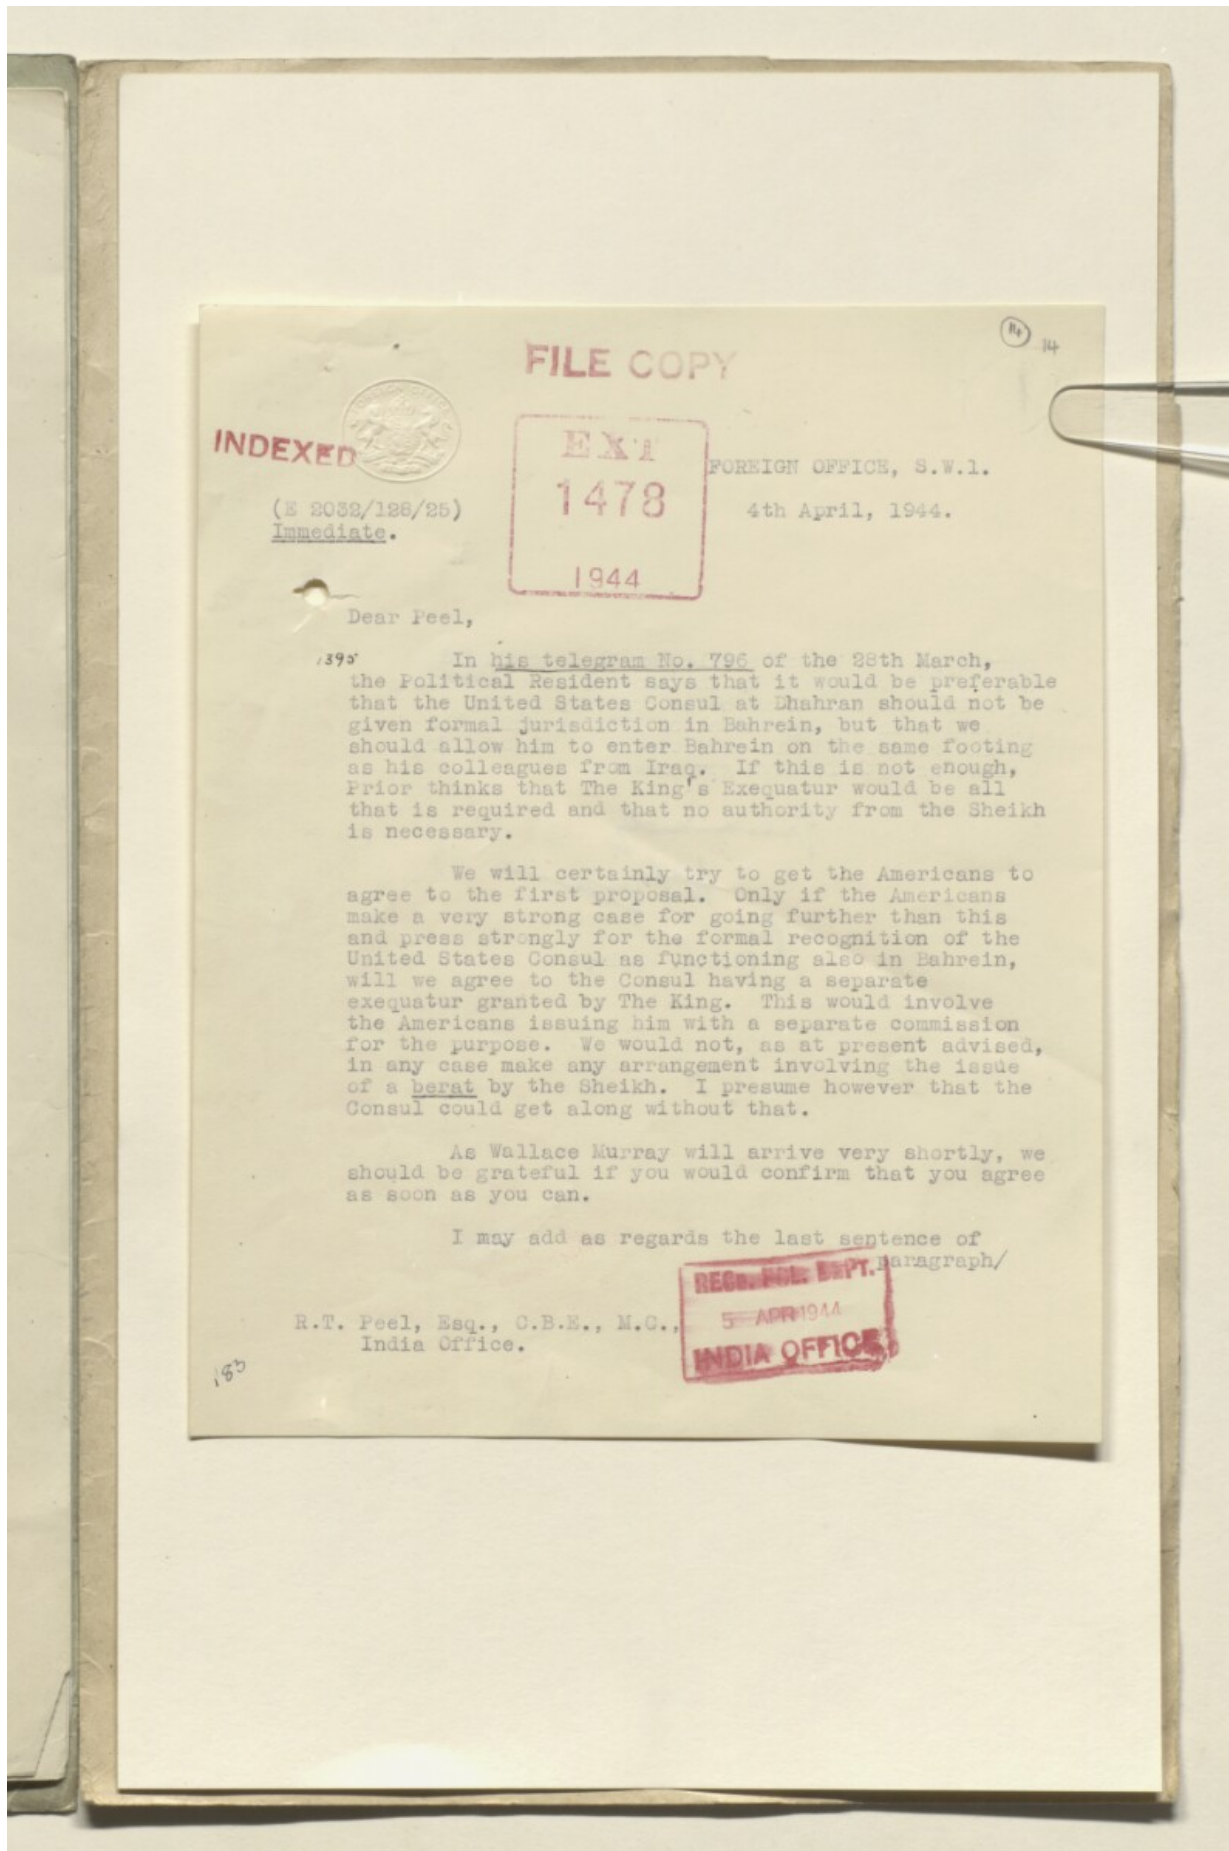 14 14
FILE COPY
INDEXED
EXT
1478
1944
FOREIGN OFFICE, S.W.1.
4th April, 1944.
(E 2032/128/25)
Immediate.
Dear Peel,
1395
In his telegram No. 796 of the 28th March,
the Political Resident says that it would be preferable
that the United States Consul at Dhahran should not be
given formal jurisdiction in Bahrein, but that we
should allow him to enter Bahrein on the same footing
as his colleagues from Iraq. If this is not enough,
Prior thinks that The King's Exequatur would be all
that is required and that no authority from the Sheikh
is necessary.
We will certainly try to get the Americans to
agree to the first proposal. Only if the Americans
make a very strong case for going further than this
and press strongly for the formal recognition of the
United States Consul as functioning also in Bahrein,
will we agree to the Consul having a separate
exequatur granted by The King. This would involve
the Americans issuing him with a separate commission
for the purpose. We would not, as at present advised,
in any case make any arrangement involving the issue
of a berat by the Sheikh. I presume however that the
Consul could get along without that.
As Wallace Murray will arrive very shortly, we
should be grateful if you would confirm that you agree
as soon as you can.
I may add as regards the last sentence of
paragraph/
RECD. POL. DEPT.
5 APR 1944
INDIA OFFICE
R.T. Peel, Esq., C.B.E., M.C.,
India Office.